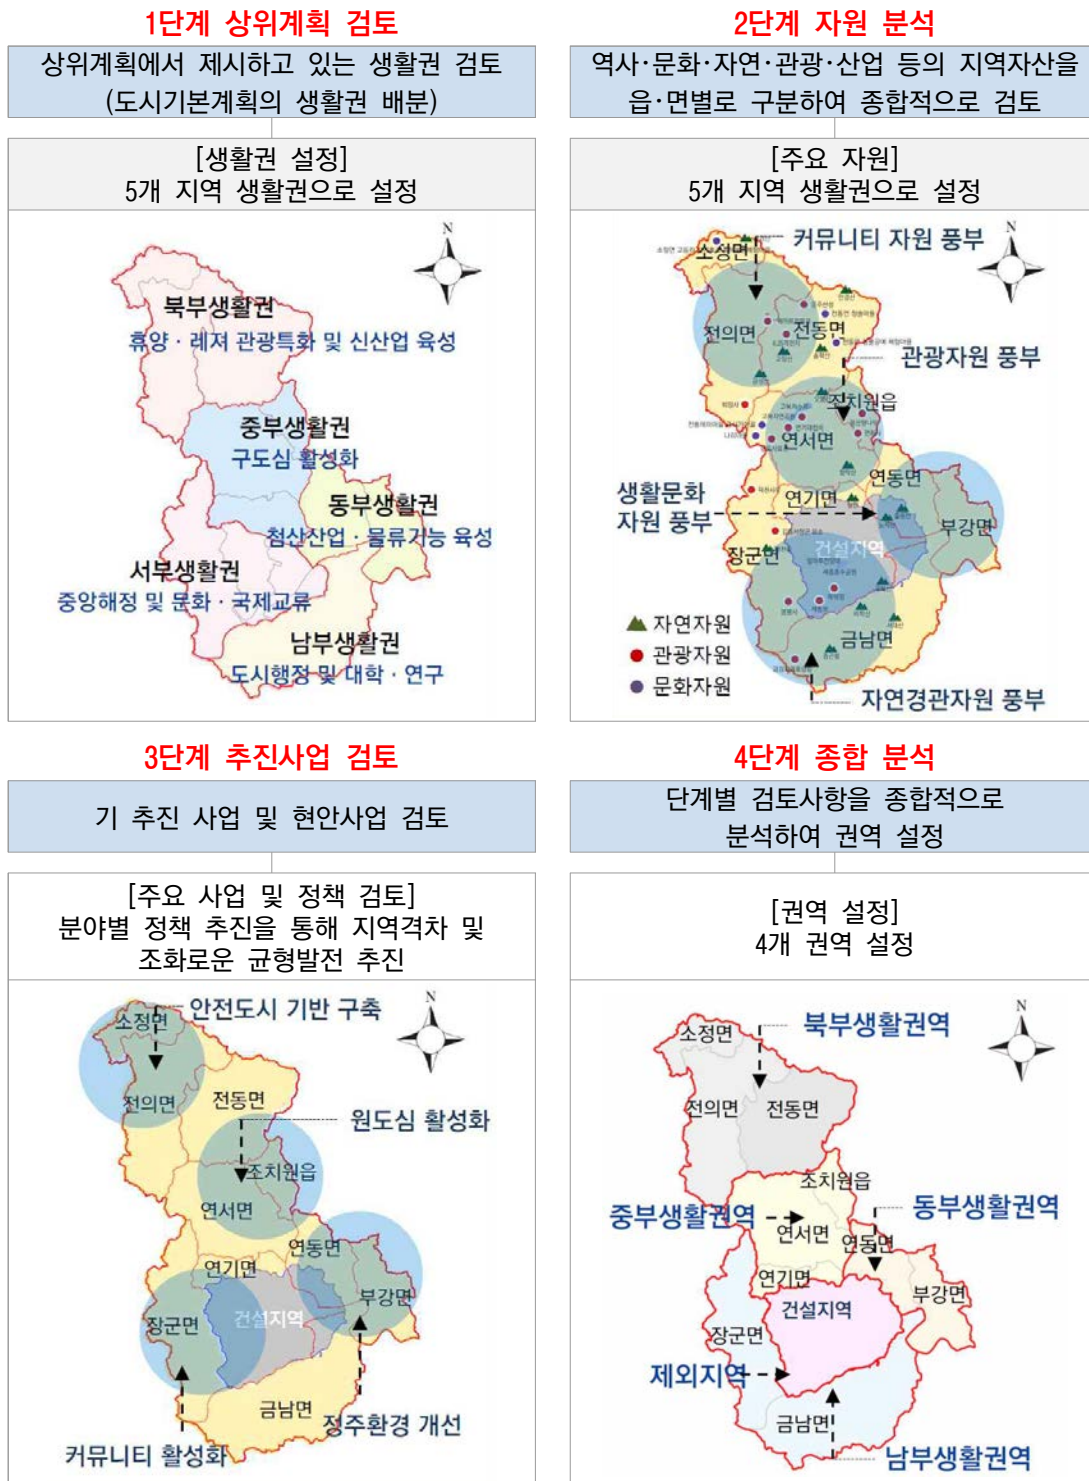 1단계 상위계획 검토
상위계획에서 제시하고 있는 생활권 검토
(도시기본계획의 생활권 배분)
[생활권 설정]
5개 지역 생활권으로 설정
N
북부생활권
휴양·레져 관광특화 및 신산업 육성
중부생활권
구도심 활성화
동부생활권
첨산산업·물류기능 육성
서부생활권
중앙해정 및 문화·국제교류
남부생활권
도시행정 및 대학·연구
2단계 자원 분석
역사·문화·자연·관광·산업 등의 지역자산을
읍·면별로 구분하여 종합적으로 검토
[주요 자원]
5개 지역 생활권으로 설정
N
커뮤니티 자원 풍부
소정면
전의면
전동면
관광자원 풍부
조치원읍
연서면
연동면
생활문화
자원 풍부
연기면
부강면
장군면
건설지역
금남면
자연자원
관광자원
문화자원
자연경관자원 풍부
3단계 추진사업 검토
기 추진 사업 및 현안사업 검토
[주요 사업 및 정책 검토]
분야별 정책 추진을 통해 지역격차 및
조화로운 균형발전 추진
N
안전도시 기반 구축
소정면
전의면
전동면
원도심 활성화
조치원읍
연서면
연동면
연기면
부강면
건설지역
장군면
금남면
정주환경 개선
커뮤니티 활성화
4단계 종합 분석
단계별 검토사항을 종합적으로
분석하여 권역 설정
[권역 설정]
4개 권역 설정
N
북부생활권역
소정면
전의면
전동면
조치원읍
중부생활권역
동부생활권역
연서면
연동면
연기면
부강면
건설지역
장군면
제외지역
금남면
남부생활권역